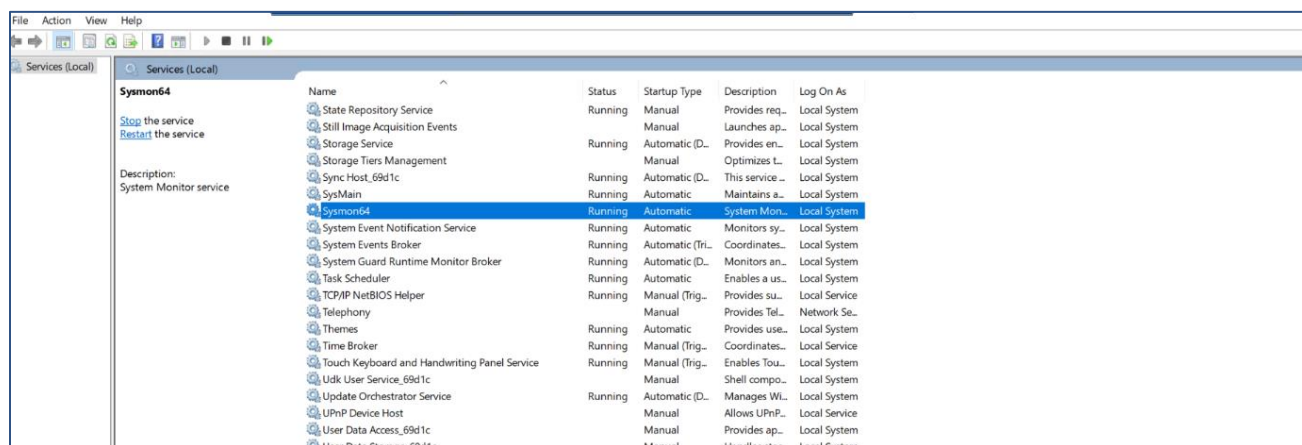 File Action View Help
Services (Local)
Services (Local)
Sysmon64
Stop the service
Restart the service
Description:
System Monitor service
Name Status Startup Type Description Log On As
State Repository Service Running Manual Provides req... Local System
Still Image Acquisition Events Manual Launches ap... Local System
Storage Service Running Automatic (D... Provides en... Local System
Storage Tiers Management Manual Optimizes t... Local System
Sync Host_69d1c Running Automatic (D... This service ... Local System
SysMain Running Automatic Maintains a... Local System
Sysmon64 Running Automatic System Mon... Local System
System Event Notification Service Running Automatic Monitors sy... Local System
System Events Broker Running Automatic (Tri... Coordinates... Local System
System Guard Runtime Monitor Broker Running Automatic (D... Monitors an... Local System
Task Scheduler Running Automatic Enables a us... Local System
TCP/IP NetBIOS Helper Running Manual (Trig... Provides su... Local Service
Telephony Manual Provides Tel... Network Se...
Themes Running Automatic Provides use... Local System
Time Broker Running Manual (Trig... Coordinates... Local Service
Touch Keyboard and Handwriting Panel Service Running Manual (Trig... Enables Tou... Local System
Udk User Service_69d1c Manual Shell compo... Local System
Update Orchestrator Service Running Automatic (D... Manages Wi... Local System
UPnP Device Host Manual Allows UPnP... Local Service
User Data Access_69d1c Manual Provides ap... Local System